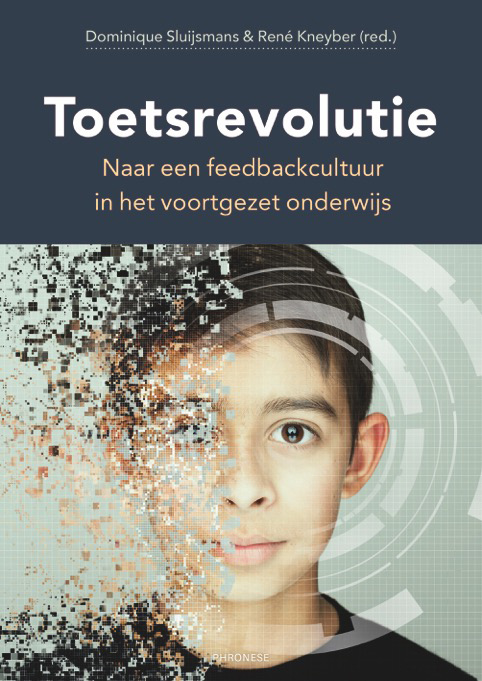 Dominique Sluijsmans & René Kneyber (red.)
Toetsrevolutie
Naar een feedbackcultuur
in het voortgezet onderwijs
PHRONESE